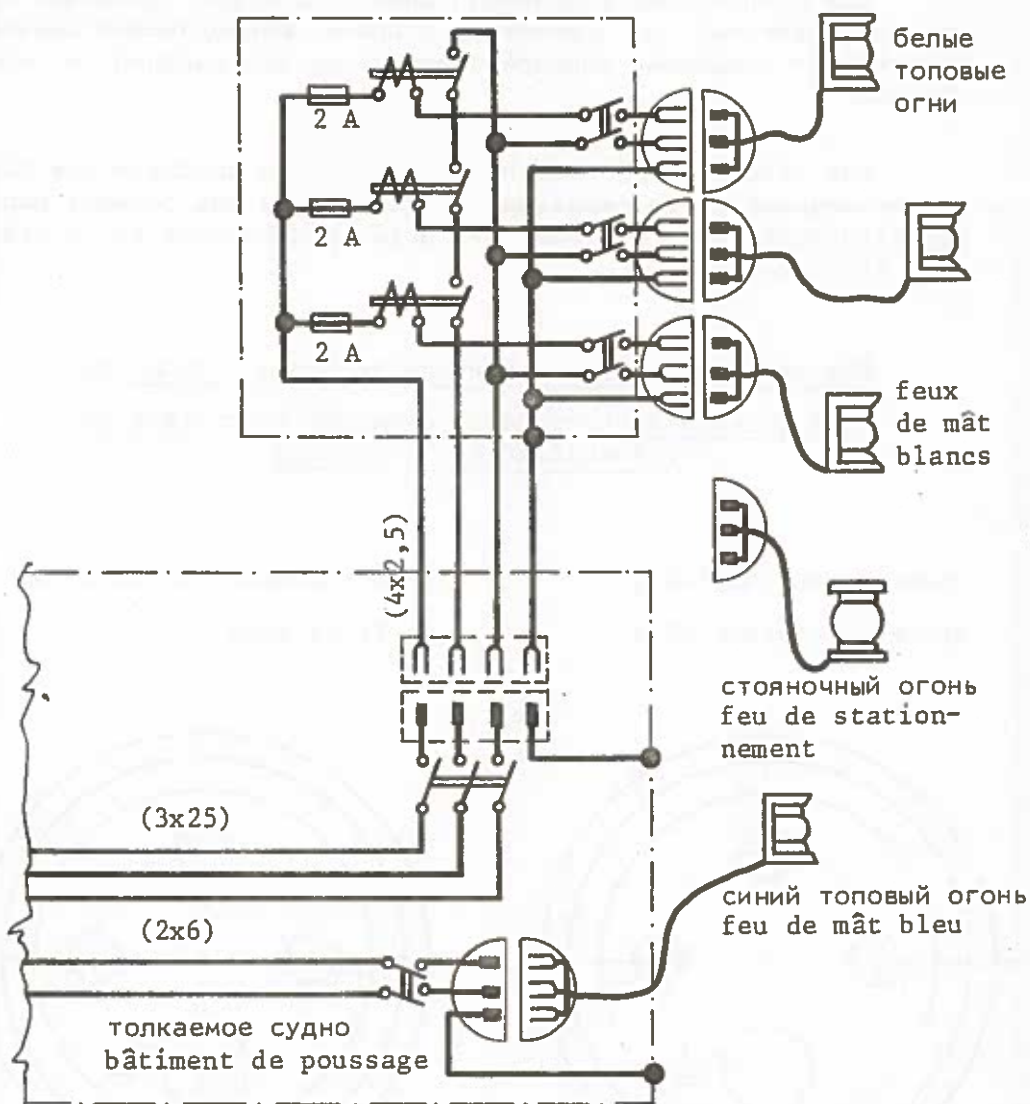 белые
топовые
огни
2 A
2 A
2 A
feux
de mât
blancs
(4x2,5)
стояночный огонь
feu de station-
nement
(3x25)
синий топовый огонь
feu de mât bleu
(2x6)
толкаемое судно
bâtiment de poussage